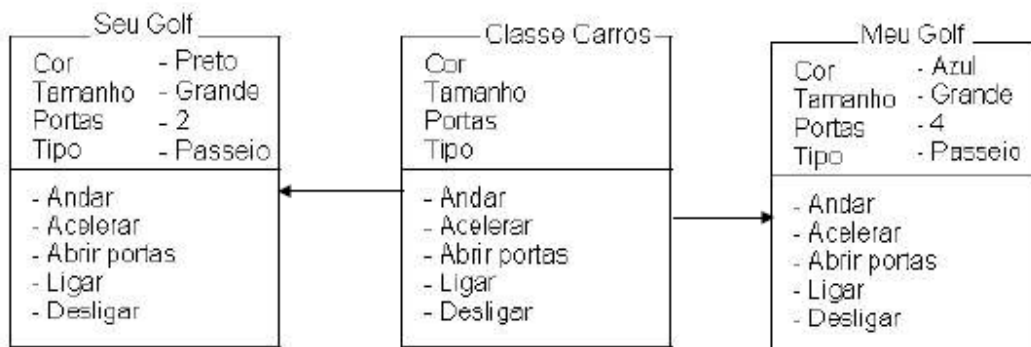 Seu Golf
Cor - Preto
Tamanho - Grande
Portas - 2
Tipo - Passeio
- Andar
- Acelerar
- Abrir portas
- Ligar
- Desligar
Classe Carros
Cor
Tamanho
Portas
Tipo
- Andar
- Acelerar
- Abrir portas
- Ligar
- Desligar
Meu Golf
Cor - Azul
Tamanho - Grande
Portas - 4
Tipo - Passeio
- Andar
- Acelerar
- Abrir portas
- Ligar
- Desligar